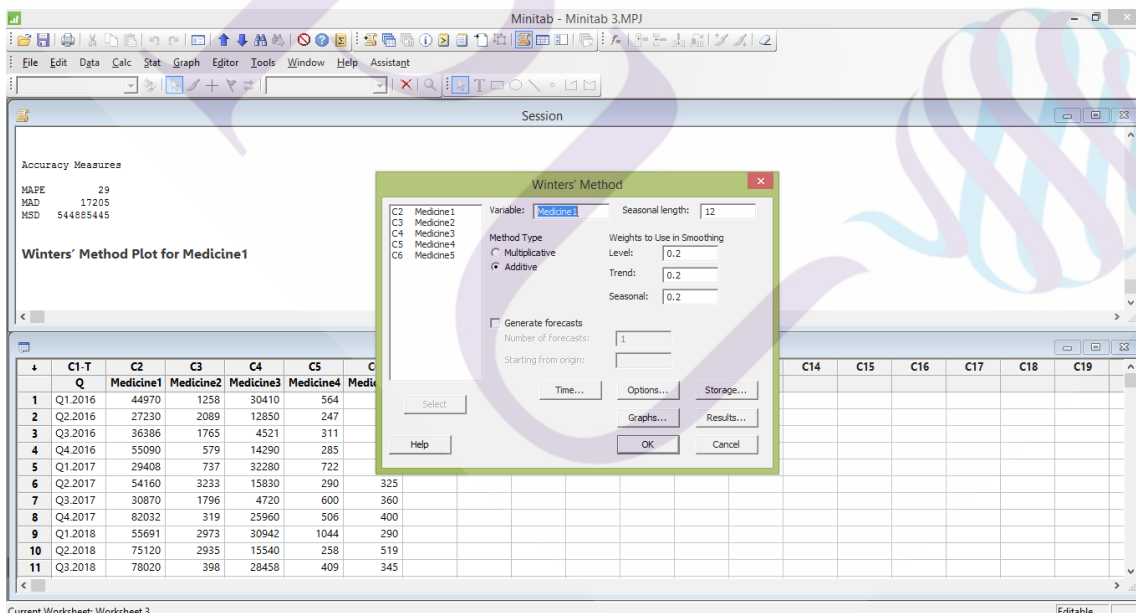 Minitab - Minitab 3.MPJ
File Edit Data Calc Stat Graph Editor Tools Window Help Assistant
Session
Accuracy Measures
MAPE 29
MAD 17205
MSD 544885445
Winters' Method Plot for Medicine1
Winters' Method
C2 Medicine1
C3 Medicine2
C4 Medicine3
C5 Medicine4
C6 Medicine5
Variable: Medicine1 Seasonal length: 12
Method Type Weights to Use in Smoothing
Multiplicative Level: 0.2
Additive
Trend: 0.2
Seasonal: 0.2
Generate forecasts
Number of forecasts: 1
Starting from origin:
Time... Options... Storage...
Select
Graphs... Results...
Help OK Cancel
C1-T C2 C3 C4 C5 C14 C15 C16 C17 C18 C19
Q Medicine1 Medicine2 Medicine3 Medicine4 Medic
1 Q1.2016 44970 1258 30410 564
2 Q2.2016 27230 2089 12850 247
3 Q3.2016 36386 1765 4521 311
4 Q4.2016 55090 579 14290 285
5 Q1.2017 29408 737 32280 722
6 Q2.2017 54160 3233 15830 290 325
7 Q3.2017 30870 1796 4720 600 360
8 Q4.2017 82032 319 25960 506 400
9 Q1.2018 55691 2973 30942 1044 290
10 Q2.2018 75120 2935 15540 258 519
11 Q3.2018 78020 398 28458 409 345
Current Worksheet: Worksheet 3 Editable